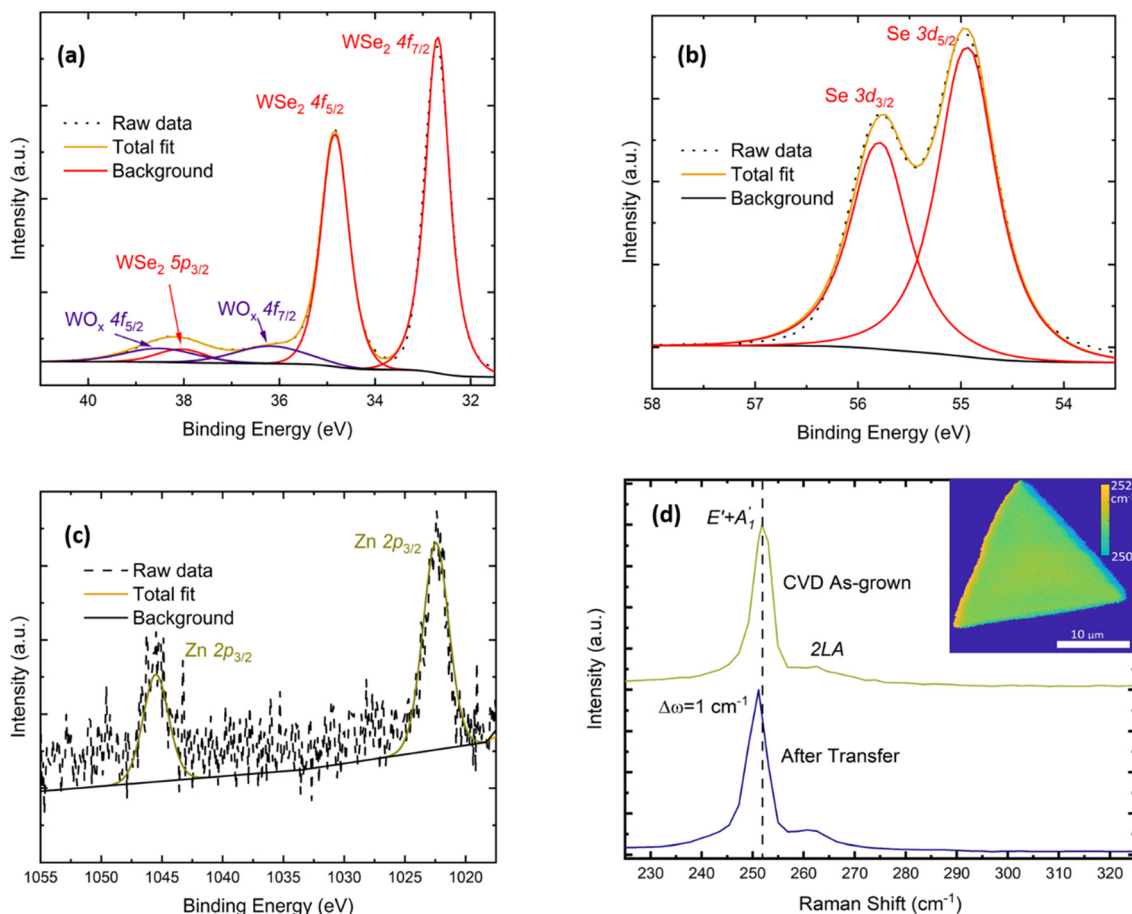 (a)
WSe2 4f7/2
WSe2 4f5/2
Raw data
Total fit
Background
WSe2 5p3/2
WOx 4f5/2
WOx 4f7/2
Intensity (a.u.)
40 38 36 34 32
Binding Energy (eV)
(b)
Se 3d5/2
Se 3d3/2
Raw data
Total fit
Background
Intensity (a.u.)
58 57 56 55 54
Binding Energy (eV)
(c)
Zn 2p3/2
Raw data
Total fit
Background
Zn 2p3/2
Intensity (a.u.)
1055 1050 1045 1040 1035 1030 1025 1020
Binding Energy (eV)
(d)
E'+A'1
252
cm-1
250
10 μm
CVD As-grown
2LA
Δω=1 cm-1
After Transfer
Intensity (a.u.)
230 240 250 260 270 280 290 300 310 320
Raman Shift (cm-1)